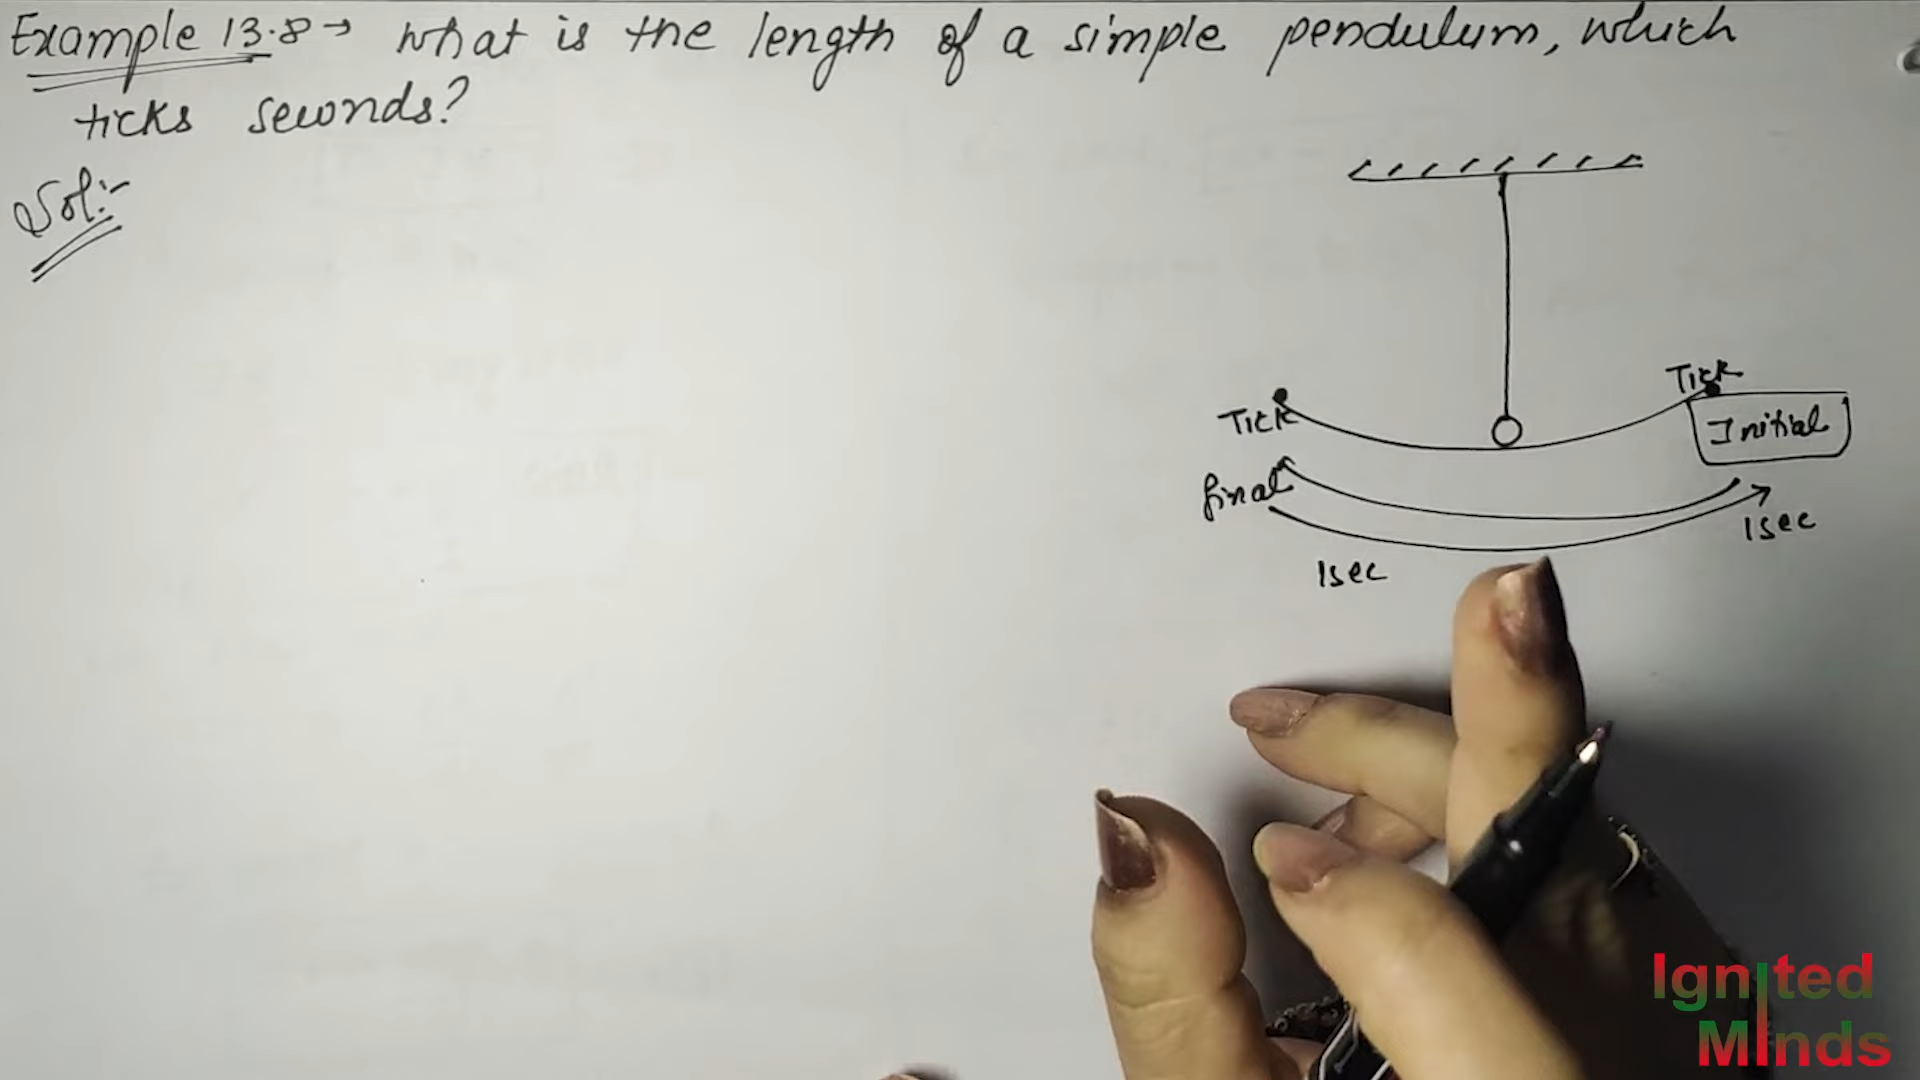 Example 13.8→ what is the length of a simple pendulum, which
ticks seconds?
Sol:-
Tick
Tick
Initial
final
1sec
1sec
Ignited
Minds